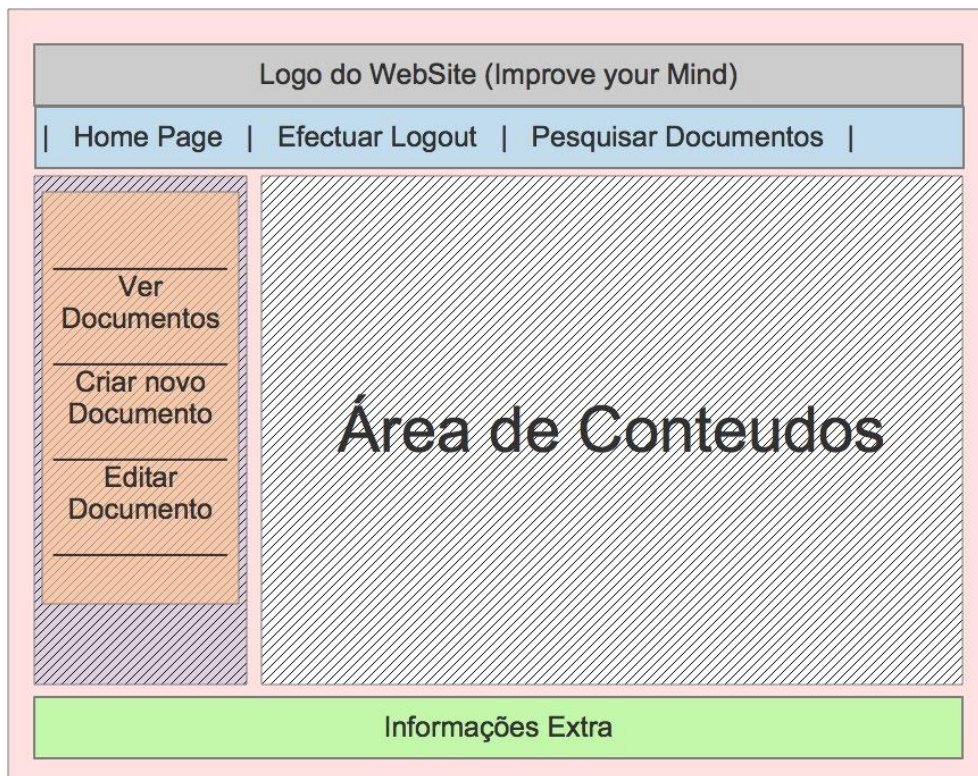 Logo do WebSite (Improve your Mind)
| Home Page | Efectuar Logout | Pesquisar Documentos |
Ver
Documentos
Criar novo
Documento
Editar
Documento
Área de Conteudos
Informações Extra